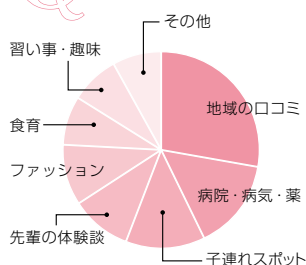 その他
習い事・趣味
地域の口コミ
食育
ファッション
病院・病気・薬
先輩の体験談
子連れスポット